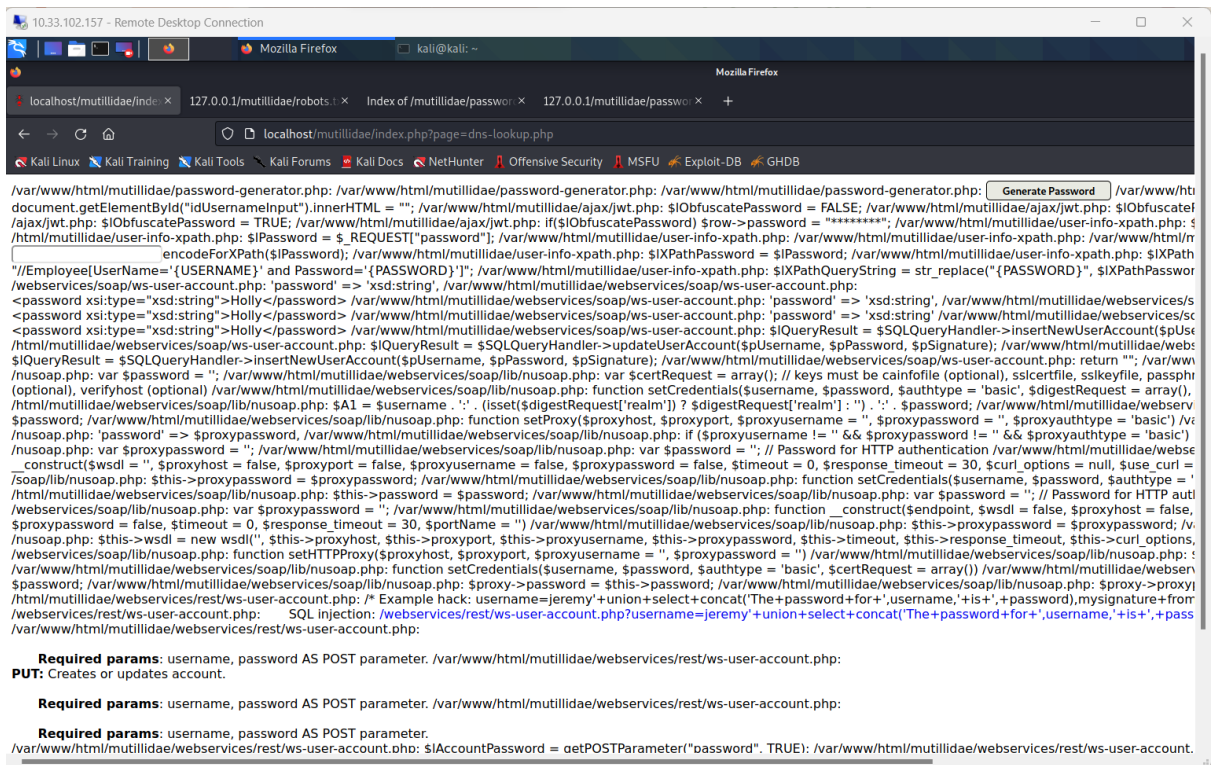 10.33.102.157 - Remote Desktop Connection
Mozilla Firefox kali@kali: ~
Mozilla Firefox
localhost/mutillidae/inde 127.0.0.1/mutillidae/robots.t Index of /mutillidae/passwor 127.0.0.1/mutillidae/passwo
localhost/mutillidae/index.php?page=dns-lookup.php
Kali Linux Kali Training Kali Tools Kali Forums Kali Docs NetHunter Offensive Security MSFU Exploit-DB GHDB
/var/www/html/mutillidae/password-generator.php: /var/www/html/mutillidae/password-generator.php: /var/www/html/mutillidae/password-generator.php: Generate Password /var/www/ht
document.getElementById("idUsernameInput").innerHTML = ""; /var/www/html/mutillidae/ajax/jwt.php: $lObfuscatePassword = FALSE; /var/www/html/mutillidae/ajax/jwt.php: $lObfuscateF
/ajax/jwt.php: $lObfuscatePassword = TRUE; /var/www/html/mutillidae/ajax/jwt.php: if($lObfuscatePassword) $row->password = "********"; /var/www/html/mutillidae/user-info-xpath.php: $
/html/mutillidae/user-info-xpath.php: $lPassword = $_REQUEST["password"]; /var/www/html/mutillidae/user-info-xpath.php: /var/www/html/mutillidae/user-info-xpath.php: /var/www/html/m
encodeForXPath($lPassword); /var/www/html/mutillidae/user-info-xpath.php: $lXPathPassword = $lPassword; /var/www/html/mutillidae/user-info-xpath.php: $lXPath
"//Employee[UserName='{USERNAME}' and Password='{PASSWORD}']"; /var/www/html/mutillidae/user-info-xpath.php: $lXPathQueryString = str_replace("{PASSWORD}", $lXPathPasswor
/webservices/soap/ws-user-account.php: 'password' => 'xsd:string', /var/www/html/mutillidae/webservices/soap/ws-user-account.php:
<password xsi:type="xsd:string">Holly</password> /var/www/html/mutillidae/webservices/soap/ws-user-account.php: 'password' => 'xsd:string', /var/www/html/mutillidae/webservices/s
<password xsi:type="xsd:string">Holly</password> /var/www/html/mutillidae/webservices/soap/ws-user-account.php: 'password' => 'xsd:string' /var/www/html/mutillidae/webservices/so
<password xsi:type="xsd:string">Holly</password> /var/www/html/mutillidae/webservices/soap/ws-user-account.php: $lQueryResult = $SQLQueryHandler->insertNewUserAccount($pUse
/html/mutillidae/webservices/soap/ws-user-account.php: $lQueryResult = $SQLQueryHandler->updateUserAccount($pUsername, $pPassword, $pSignature); /var/www/html/mutillidae/webs
$lQueryResult = $SQLQueryHandler->insertNewUserAccount($pUsername, $pPassword, $pSignature); /var/www/html/mutillidae/webservices/soap/ws-user-account.php: return ""; /var/ww
/nusoap.php: var $password = ''; /var/www/html/mutillidae/webservices/soap/lib/nusoap.php: var $certRequest = array(); // keys must be cainfofile (optional), sslcertfile, sslkeyfile, passphr
(optional), verifyhost (optional) /var/www/html/mutillidae/webservices/soap/lib/nusoap.php: function setCredentials($username, $password, $authtype = 'basic', $digestRequest = array(),
/html/mutillidae/webservices/soap/lib/nusoap.php: $A1 = $username . ':' . (isset($digestRequest['realm']) ? $digestRequest['realm'] : '') . ':' . $password; /var/www/html/mutillidae/webserv
$password; /var/www/html/mutillidae/webservices/soap/lib/nusoap.php: function setProxy($proxyhost, $proxyport, $proxyusername = '', $proxypassword = '', $proxyauthtype = 'basic') /va
/nusoap.php: 'password' => $proxypassword, /var/www/html/mutillidae/webservices/soap/lib/nusoap.php: if ($proxyusername != '' && $proxypassword != '' && $proxyauthtype = 'basic')
/nusoap.php: var $proxypassword = ''; /var/www/html/mutillidae/webservices/soap/lib/nusoap.php: var $password = ''; // Password for HTTP authentication /var/www/html/mutillidae/webse
__construct($wsdl = '', $proxyhost = false, $proxyport = false, $proxyusername = false, $proxypassword = false, $timeout = 0, $response_timeout = 30, $curl_options = null, $use_curl =
/soap/lib/nusoap.php: $this->proxypassword = $proxypassword; /var/www/html/mutillidae/webservices/soap/lib/nusoap.php: function setCredentials($username, $password, $authtype = '
/html/mutillidae/webservices/soap/lib/nusoap.php: $this->password = $password; /var/www/html/mutillidae/webservices/soap/lib/nusoap.php: var $password = ''; // Password for HTTP aut
/webservices/soap/lib/nusoap.php: var $proxypassword = ''; /var/www/html/mutillidae/webservices/soap/lib/nusoap.php: function __construct($endpoint, $wsdl = false, $proxyhost = false,
$proxypassword = false, $timeout = 0, $response_timeout = 30, $portName = '') /var/www/html/mutillidae/webservices/soap/lib/nusoap.php: $this->proxypassword = $proxypassword; /v
/nusoap.php: $this->wsdl = new wsdl('', $this->proxyhost, $this->proxyport, $this->proxyusername, $this->proxypassword, $this->timeout, $this->response_timeout, $this->curl_options,
/webservices/soap/lib/nusoap.php: function setHTTPProxy($proxyhost, $proxyport, $proxyusername = '', $proxypassword = '') /var/www/html/mutillidae/webservices/soap/lib/nusoap.php: $
/var/www/html/mutillidae/webservices/soap/lib/nusoap.php: function setCredentials($username, $password, $authtype = 'basic', $certRequest = array()) /var/www/html/mutillidae/webserv
$password; /var/www/html/mutillidae/webservices/soap/lib/nusoap.php: $proxy->password = $this->password; /var/www/html/mutillidae/webservices/soap/lib/nusoap.php: $proxy->proxyp
/html/mutillidae/webservices/rest/ws-user-account.php: /* Example hack: username=jeremy'+union+select+concat('The+password+for+',username,'+is+',+password),mysignature+from
/webservices/rest/ws-user-account.php: SQL injection: /webservices/rest/ws-user-account.php?username=jeremy'+union+select+concat('The+password+for+',username,'+is+',+pass
/var/www/html/mutillidae/webservices/rest/ws-user-account.php:
Required params: username, password AS POST parameter. /var/www/html/mutillidae/webservices/rest/ws-user-account.php:
PUT: Creates or updates account.
Required params: username, password AS POST parameter. /var/www/html/mutillidae/webservices/rest/ws-user-account.php:
Required params: username, password AS POST parameter.
/var/www/html/mutillidae/webservices/rest/ws-user-account.php: $lAccountPassword = getPOSTParameter("password", TRUE); /var/www/html/mutillidae/webservices/rest/ws-user-account.